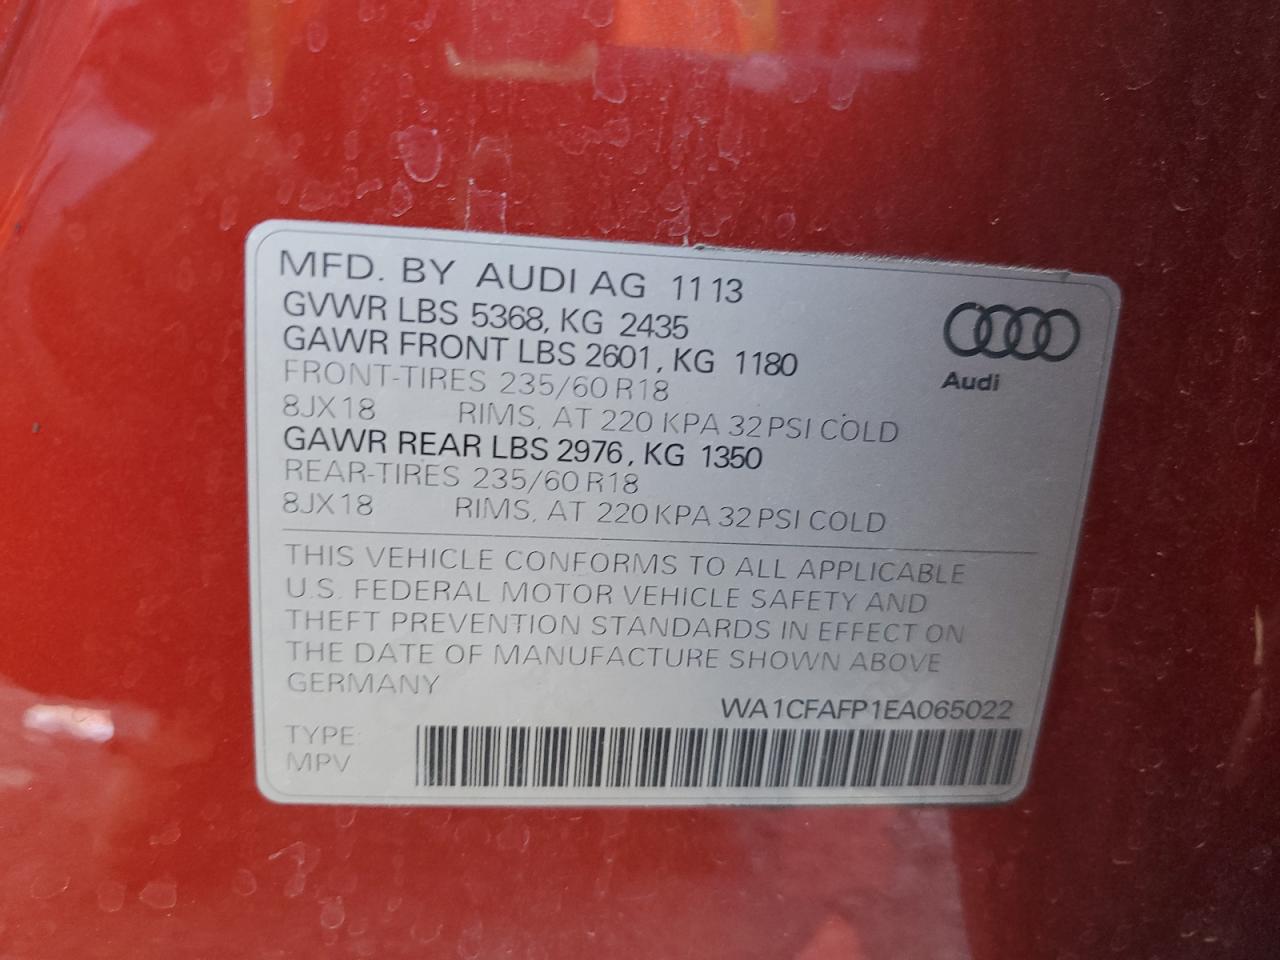 MFD. BY AUDI AG 11 13
GVWR LBS 5368, KG 2435
GAWR FRONT LBS 2601, KG 1180
FRONT-TIRES 235/60 R18
8JX18 RIMS, AT 220 KPA 32 PSI COLD
GAWR REAR LBS 2976, KG 1350
REAR-TIRES 235/60 R18
8JX18 RIMS, AT 220 KPA 32 PSI COLD
Audi
THIS VEHICLE CONFORMS TO ALL APPLICABLE
U.S. FEDERAL MOTOR VEHICLE SAFETY AND
THEFT PREVENTION STANDARDS IN EFFECT ON
THE DATE OF MANUFACTURE SHOWN ABOVE
GERMANY
WA1CFAFP1EA065022
TYPE:
MPV